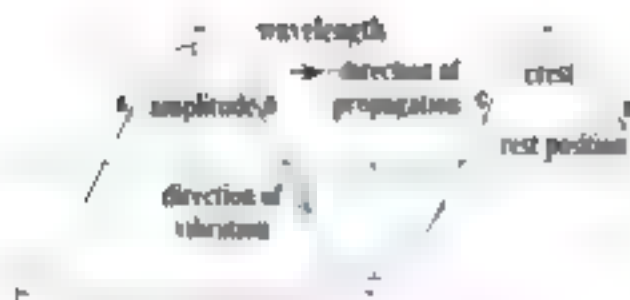 wavelength
direction of
propagation
crest
amplitude
rest position
direction of
vibration